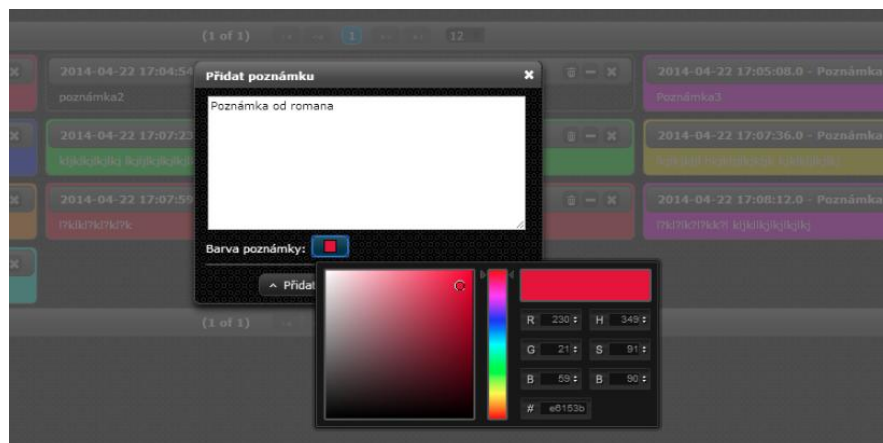 (1 of 1) 1 12
2014-04-22 17:04:54
poznámka2
2014-04-22 17:05:08.0 - Poznámka
Poznámka3
Přidat poznámku
Poznámka od romana
2014-04-22 17:07:23
2014-04-22 17:07:36.0 - Poznámka
2014-04-22 17:07:59
2014-04-22 17:08:12.0 - Poznámka
Barva poznámky:
Přidat
(1 of 1)
R 230 H 349
G 21 S 91
B 59 B 90
# e6153b